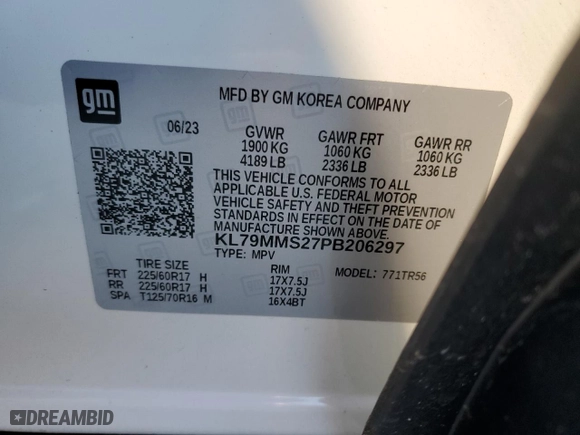 gm
MFD BY GM KOREA COMPANY
06/23 GVWR GAWR FRT GAWR RR
1900 KG 1060 KG 1060 KG
4189 LB 2336 LB 2336 LB
THIS VEHICLE CONFORMS TO ALL
APPLICABLE U.S. FEDERAL MOTOR
VEHICLE SAFETY AND THEFT PREVENTION
STANDARDS IN EFFECT ON THE DATE OF
MANUFACTURE SHOWN ABOVE.
KL79MMS27PB206297
TYPE: MPV
TIRE SIZE RIM MODEL: 771TR56
FRT 225/60R17 H 17X7.5J
RR 225/60R17 H 17X7.5J
SPA T125/70R16 M 16X4BT
DREAMBID